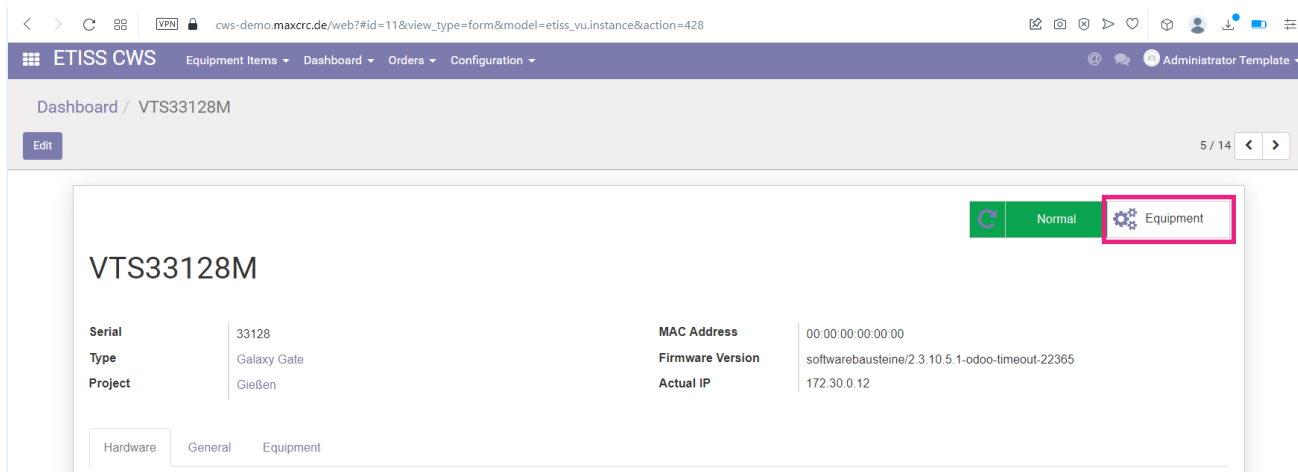 VPN cws-demo.maxcrc.de/web?#id=11&view_type=form&model=etiss_vu.instance&action=428
ETISS CWS Equipment Items Dashboard Orders Configuration @ Administrator Template
Dashboard / VTS33128M
Edit 5 / 14
Normal Equipment
VTS33128M
Serial 33128 MAC Address 00:00:00:00:00:00
Type Galaxy Gate Firmware Version softwarebausteine/2.3.10.5.1-odoo-timeout-22365
Project Gießen Actual IP 172.30.0.12
Hardware General Equipment